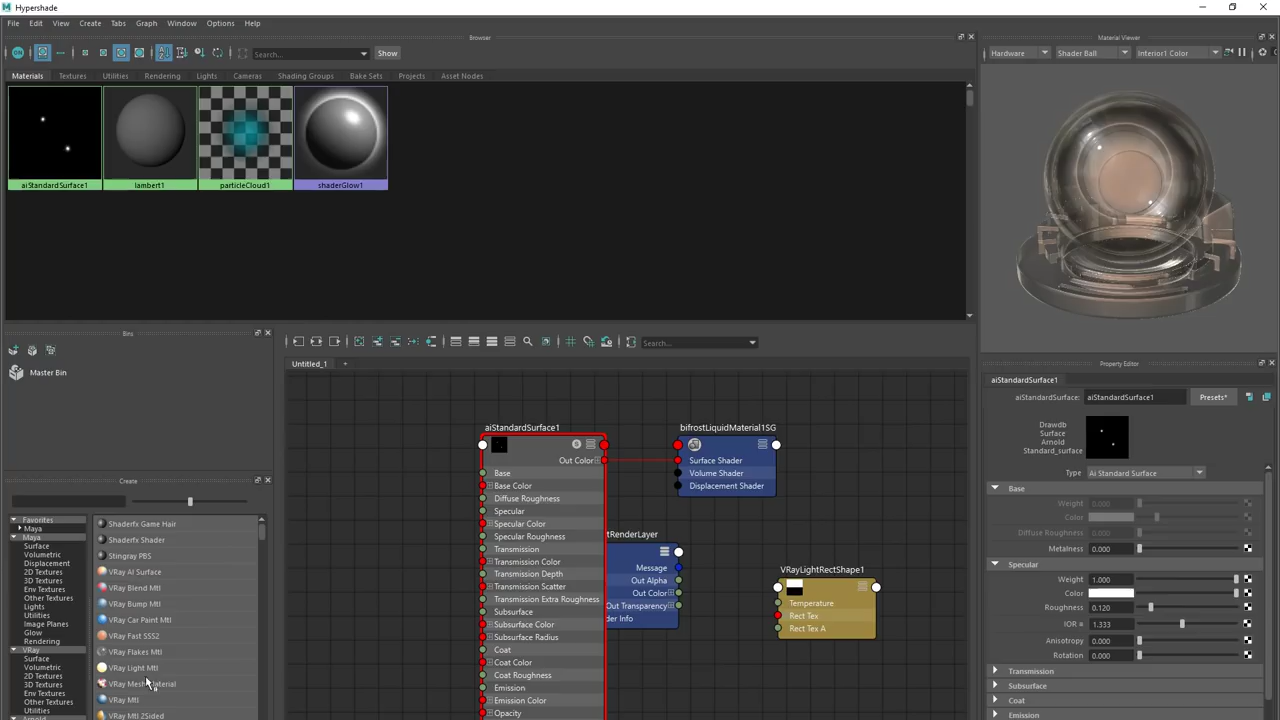 Hypershade
File Edit View Create Tabs Graph Window Options Help
Browser
ON Search... Show
Materials Textures Utilities Rendering Lights Cameras Shading Groups Bake Sets Projects Asset Nodes
aiStandardSurface1 lambert1 particleCloud1 shaderGlow1
Material Viewer
Hardware Shader Ball Interior1 Color
Bins
Master Bin
Search...
Untitled_1 +
Create
Favorites
Maya
Maya
Surface
Volumetric
Displacement
2D Textures
3D Textures
Env Textures
Other Textures
Lights
Utilities
Image Planes
Glow
Rendering
VRay
Surface
Volumetric
2D Textures
3D Textures
Env Textures
Other Textures
Utilities
Arnold
Shaderfx Game Hair
Shaderfx Shader
Stingray PBS
VRay Al Surface
VRay Blend Mtl
VRay Bump Mtl
VRay Car Paint Mtl
VRay Fast SSS2
VRay Flakes Mtl
VRay Light Mtl
VRay Mesh Material
VRay Mtl
VRay Mtl 2Sided
aiStandardSurface1
Out Color
Base
Base Color
Diffuse Roughness
Specular
Specular Color
Specular Roughness
Transmission
Transmission Color
Transmission Depth
Transmission Scatter
Transmission Extra Roughness
Subsurface
Subsurface Color
Subsurface Radius
Coat
Coat Color
Coat Roughness
Emission
Emission Color
Opacity
bifrostLiquidMaterial1SG
Surface Shader
Volume Shader
Displacement Shader
tRenderLayer
Message
Out Alpha
Out Color
Out Transparency
der Info
VRayLightRectShape1
Temperature
Rect Tex
Rect Tex A
Property Editor
aiStandardSurface1
aiStandardSurface: aiStandardSurface1 Presets*
Drawdb
Surface
Arnold
Standard_surface
Type Ai Standard Surface
Base
Weight 0.000
Color
Diffuse Roughness 0.000
Metalness 0.000
Specular
Weight 1.000
Color
Roughness 0.120
IOR = 1.333
Anisotropy 0.000
Rotation 0.000
Transmission
Subsurface
Coat
Emission